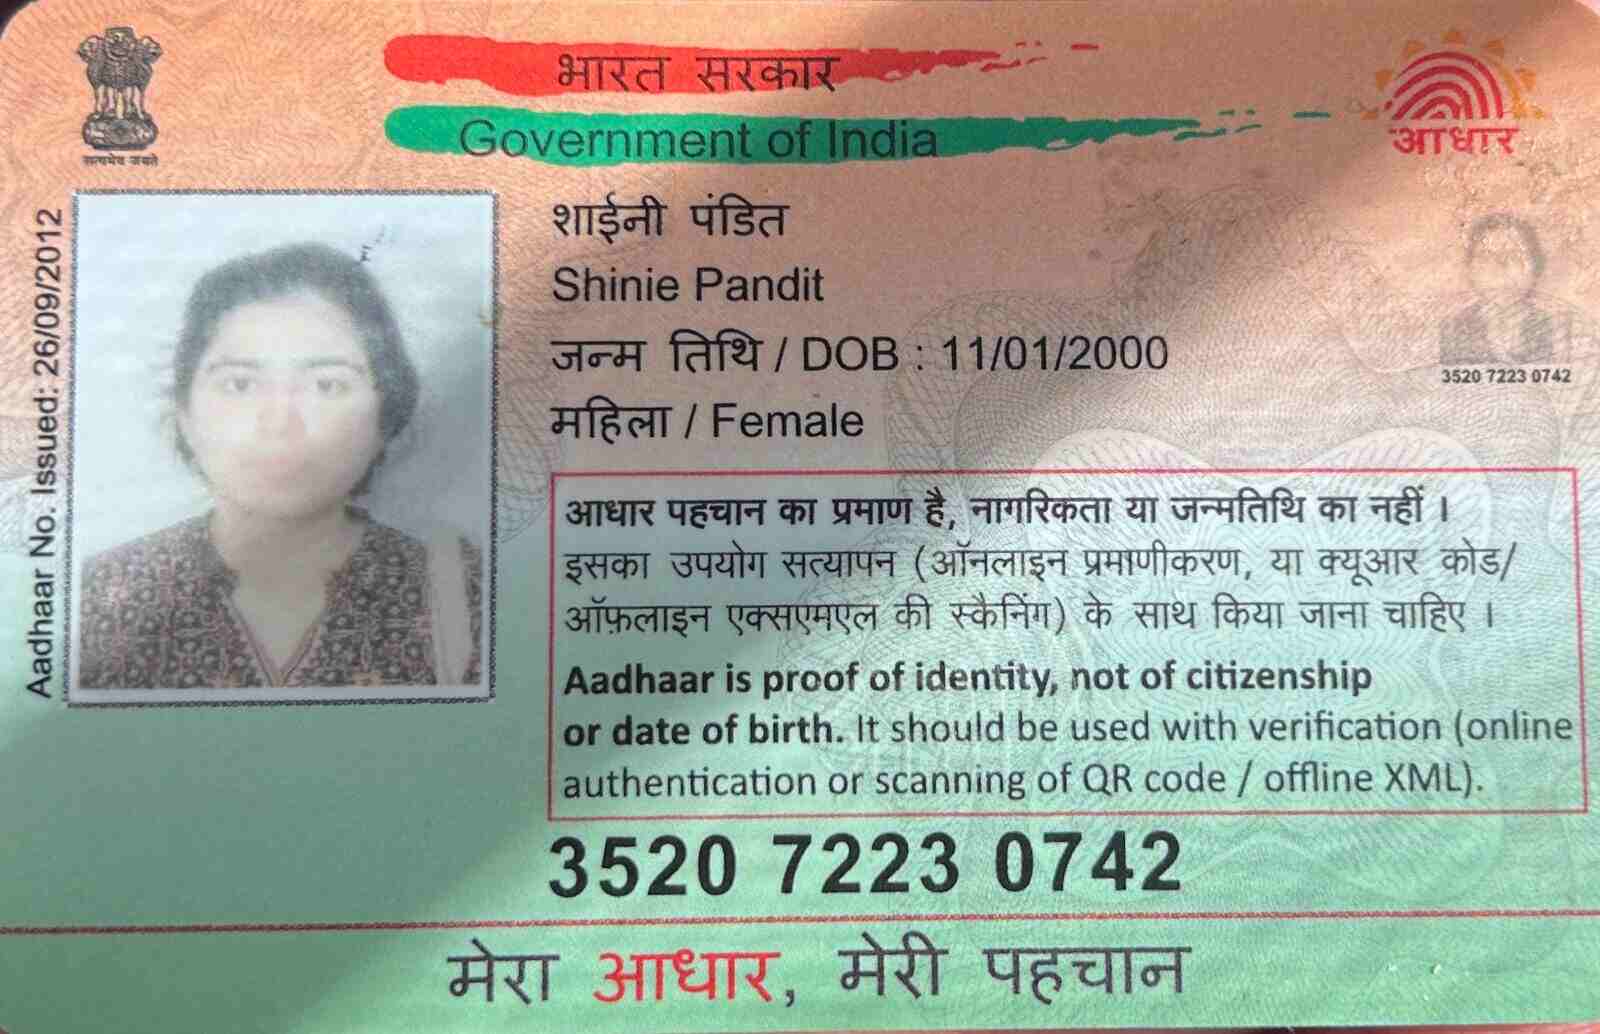 सत्यमेव जयते
भारत सरकार
Government of India
आधार
Aadhaar No. Issued: 26/09/2012
शाईनी पंडित
Shinie Pandit
जन्म तिथि / DOB : 11/01/2000
महिला / Female
3520 7223 0742
आधार पहचान का प्रमाण है, नागरिकता या जन्मतिथि का नहीं ।
इसका उपयोग सत्यापन (ऑनलाइन प्रमाणीकरण, या क्यूआर कोड/
ऑफ़लाइन एक्सएमएल की स्कैनिंग) के साथ किया जाना चाहिए ।
Aadhaar is proof of identity, not of citizenship
or date of birth. It should be used with verification (online
authentication or scanning of QR code / offline XML).
3520 7223 0742
मेरा आधार, मेरी पहचान